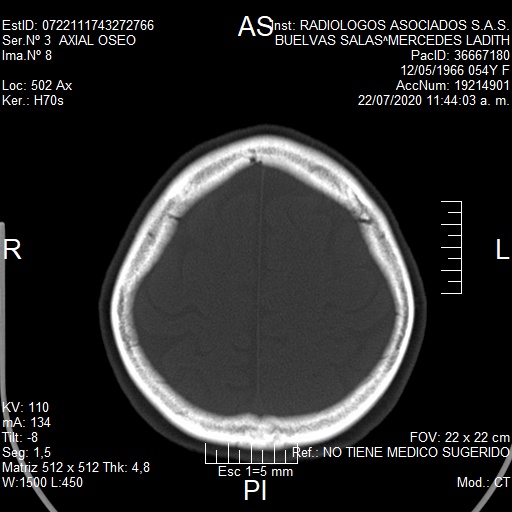 EstID: 0722111743272766
Ser.Nº 3 AXIAL OSEO
Ima.Nº 8
Loc: 502 Ax
Ker.: H70s
AS
Inst: RADIOLOGOS ASOCIADOS S.A.S.
BUELVAS SALAS^MERCEDES LADITH
PacID: 36667180
12/05/1966 054Y F
AccNum: 19214901
22/07/2020 11:44:03 a. m.
R
L
KV: 110
mA: 134
Tilt: -8
Seg: 1,5
Matriz 512 x 512 Thk: 4,8
W:1500 L:450
Esc 1=5 mm
PI
FOV: 22 x 22 cm
Ref.: NO TIENE MEDICO SUGERIDO
Mod.: CT